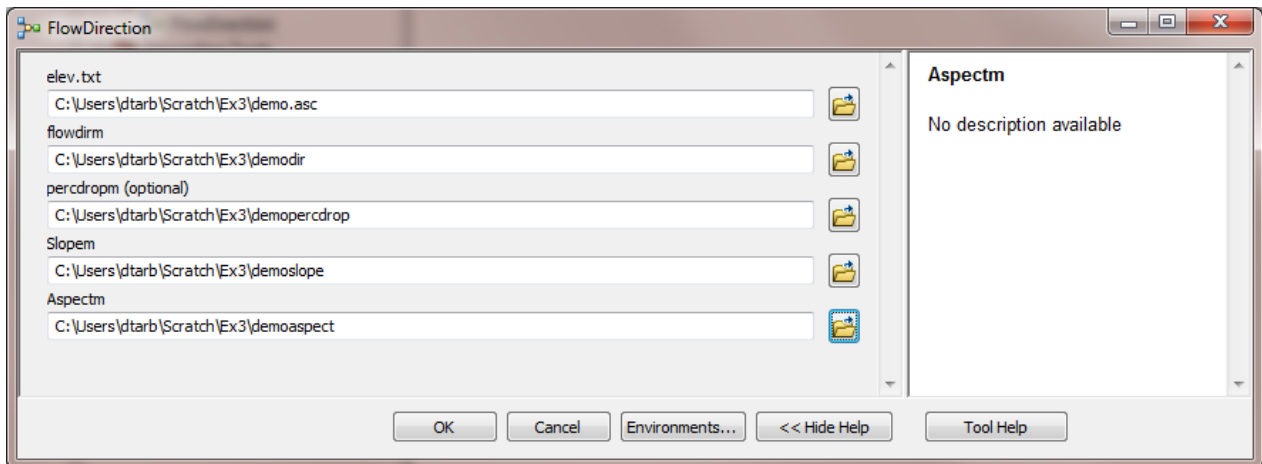 FlowDirection
elev.txt
C:\Users\dtarb\Scratch\Ex3\demo.asc
flowdirm
C:\Users\dtarb\Scratch\Ex3\demodir
percdropm (optional)
C:\Users\dtarb\Scratch\Ex3\demopercdrop
Slopem
C:\Users\dtarb\Scratch\Ex3\demoslope
Aspectm
C:\Users\dtarb\Scratch\Ex3\demoaspect
Aspectm
No description available
OK
Cancel
Environments...
<< Hide Help
Tool Help